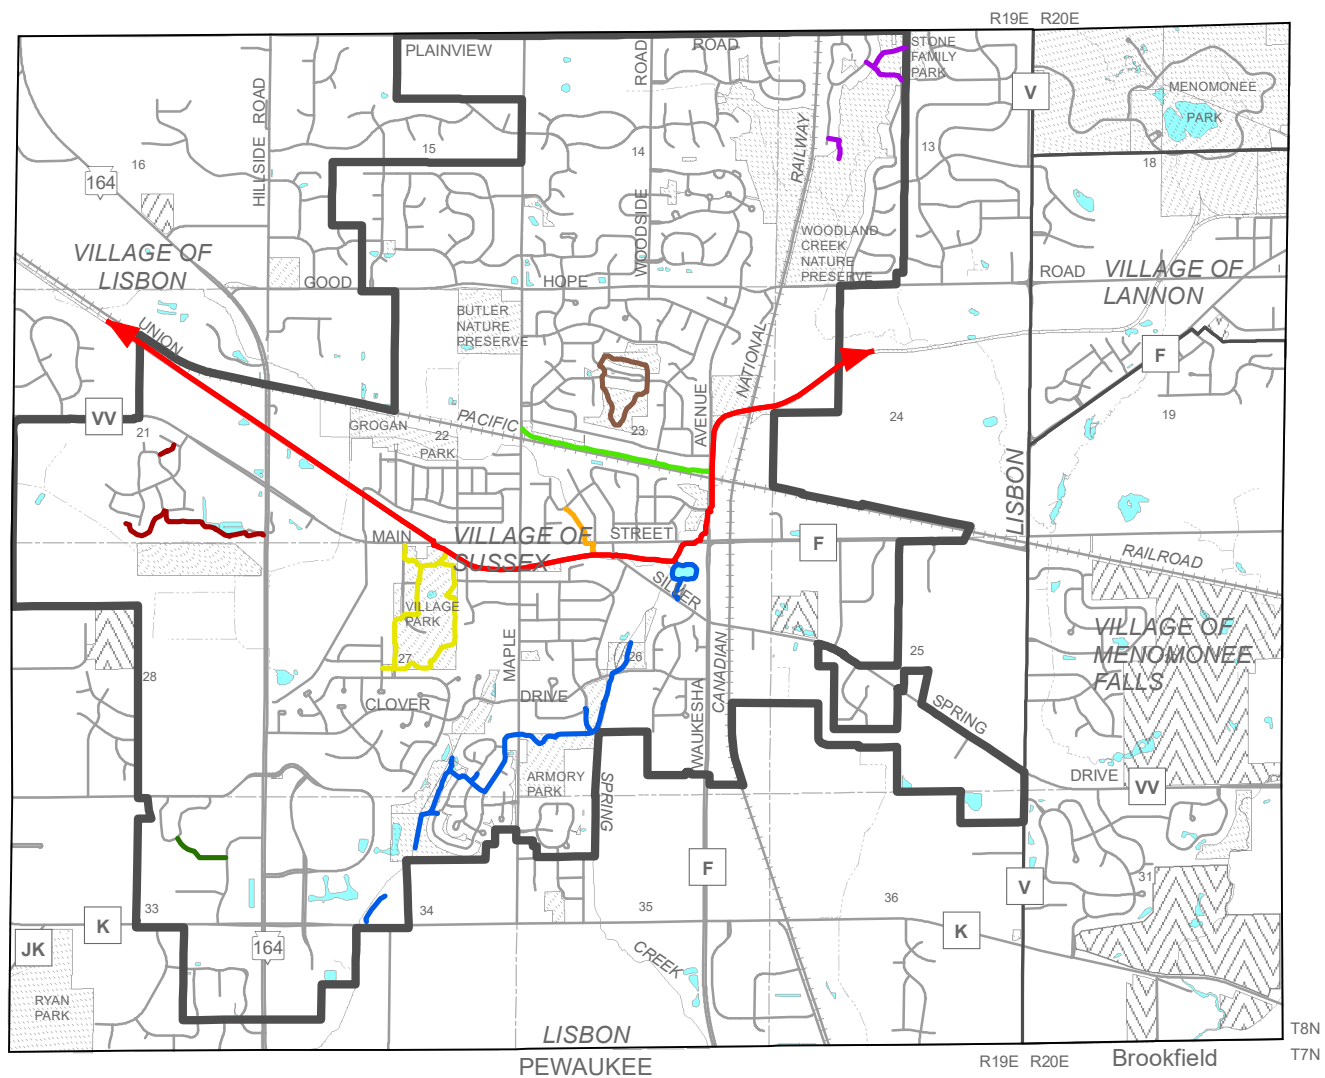 R19E R20E
PLAINVIEW
ROAD
ROAD
STONE
FAMILY
PARK
V
MENOMONEE
PARK
HILLSIDE ROAD
16
15
14
13
18
164
RAILWAY
WOODSIDE
WOODLAND
CREEK
NATURE
PRESERVE
VILLAGE OF
LISBON
GOOD
HOPE
ROAD
VILLAGE OF
LANNON
UNION
BUTLER
NATURE
PRESERVE
NATIONAL
F
VV
21
GROGAN
22
PARK
PACIFIC
23
AVENUE
24
19
LISBON
MAIN
VILLAGE OF
SUSSEX
STREET
F
RAILROAD
SILVER
VILLAGE
PARK
27
MAPLE
26
CANADIAN
25
VILLAGE OF
MENOMONEE
FALLS
28
CLOVER
DRIVE
WAUKESHA
SPRING
ARMORY
PARK
SPRING
DRIVE
VV
F
V
31
33
34
35
36
K
K
JK
164
CREEK
RYAN
PARK
LISBON
PEWAUKEE
R19E R20E
Brookfield
T8N
T7N